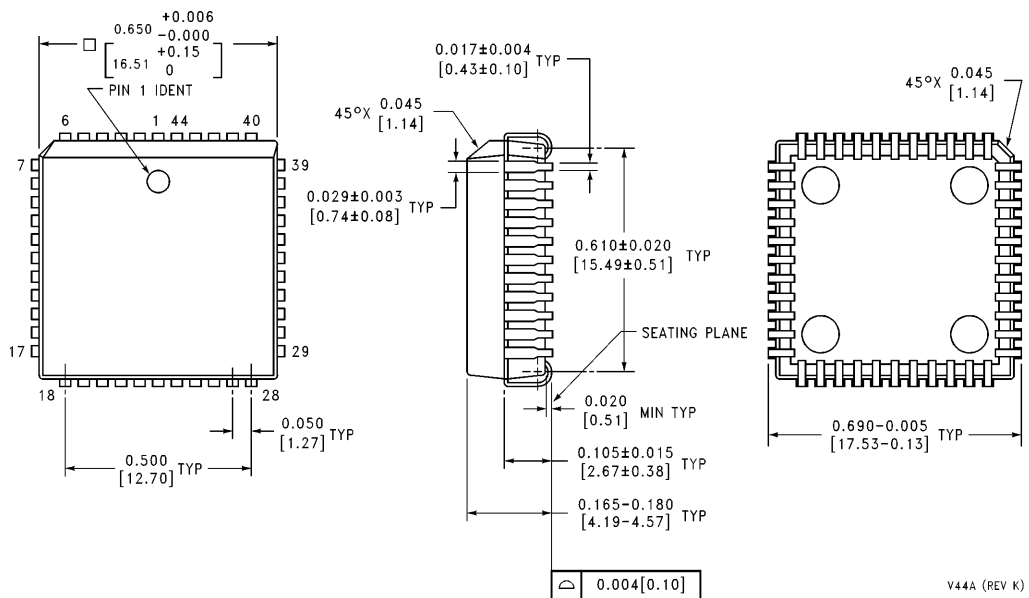 +0.006
0.650 -0.000
+0.15
16.51 0
PIN 1 IDENT
6 1 44 40
7
39
17
29
18
28
0.050
[1.27] TYP
0.500
[12.70] TYP
0.017±0.004
[0.43±0.10] TYP
45°X 0.045
[1.14]
0.029±0.003
[0.74±0.08] TYP
0.610±0.020
[15.49±0.51] TYP
SEATING PLANE
0.020
[0.51] MIN TYP
0.105±0.015
[2.67±0.38] TYP
0.165-0.180
[4.19-4.57] TYP
0.004[0.10]
45°X 0.045
[1.14]
0.690-0.005
[17.53-0.13] TYP
V44A (REV K)